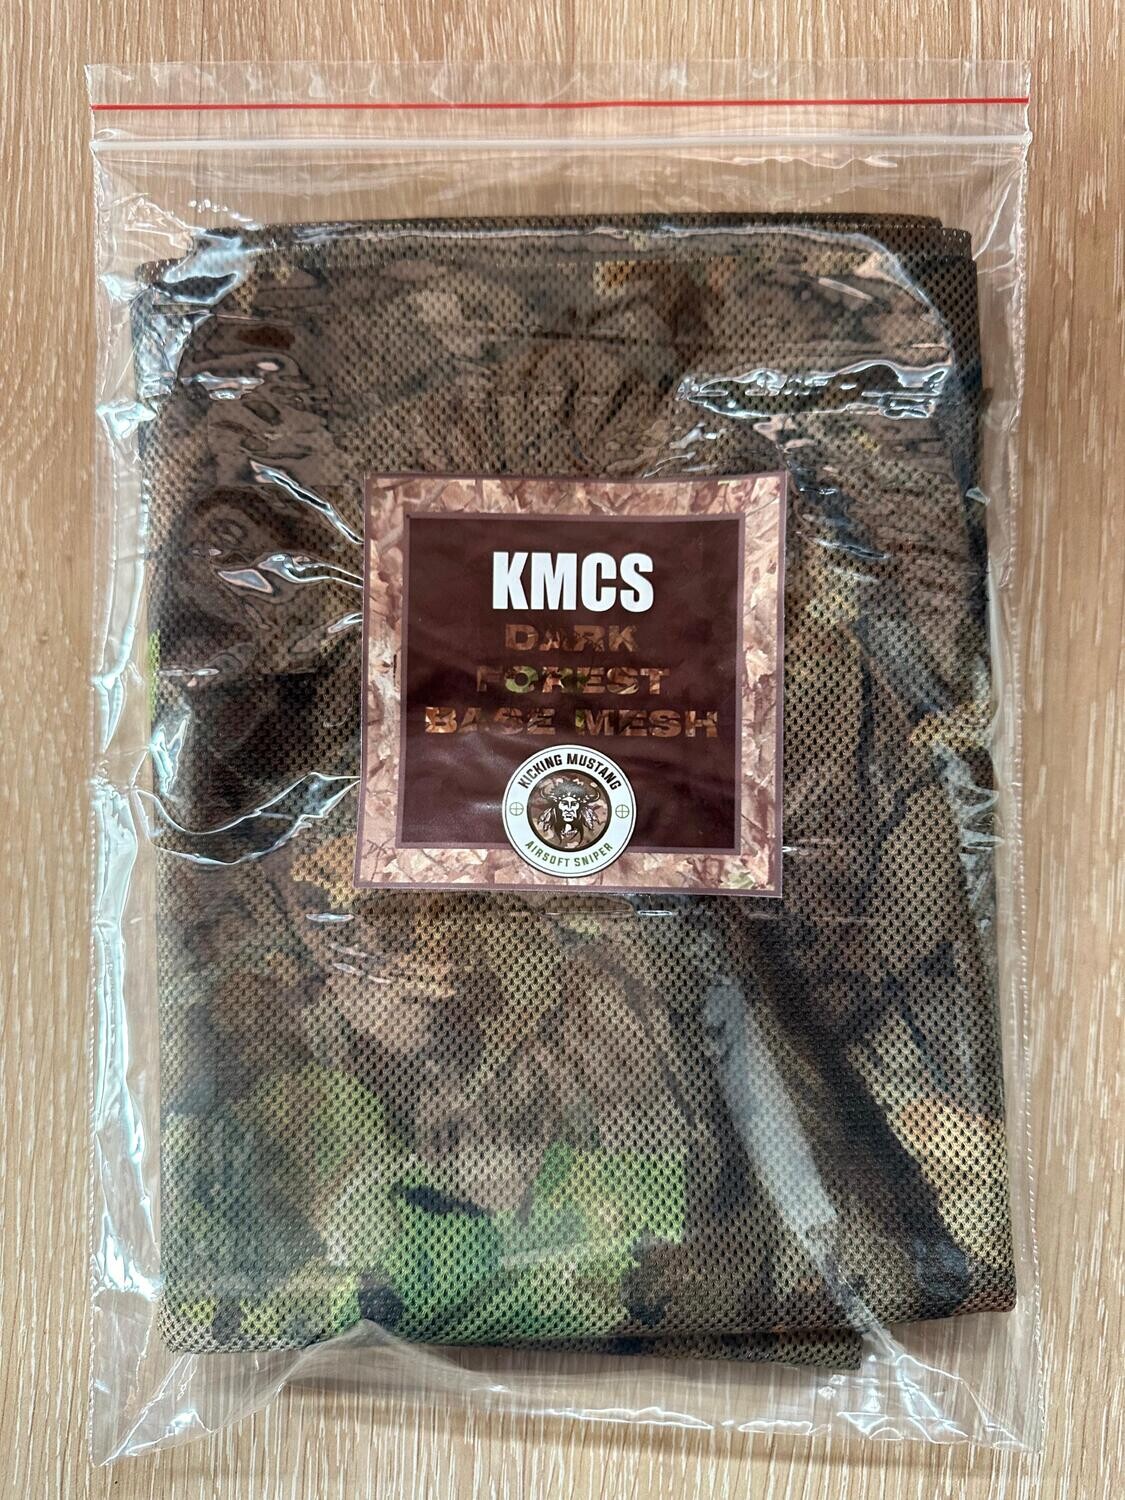 KMCS
DARK
FOREST
BASE MESH
KICKING MUSTANG
AIRSOFT SNIPER